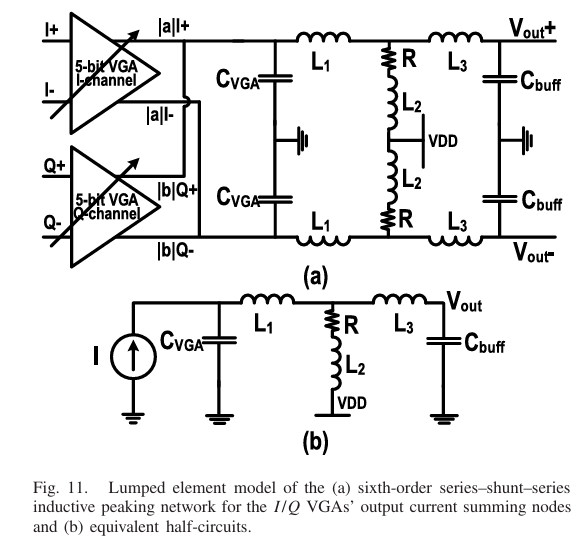 I+ |a|I+ Vout+
5-bit VGA
I-channel
CVGA L1 R L3 Cbuff
I- |a|I- L2
VDD
Q+ |b|Q+ L2
5-bit VGA
Q-channel
CVGA R Cbuff
Q- |b|Q- L1 L3 Vout-
(a)
Vout
L1 R L3
I CVGA L2 Cbuff
VDD
(b)
Fig. 11. Lumped element model of the (a) sixth-order series–shunt–series
inductive peaking network for the I/Q VGAs' output current summing nodes
and (b) equivalent half-circuits.